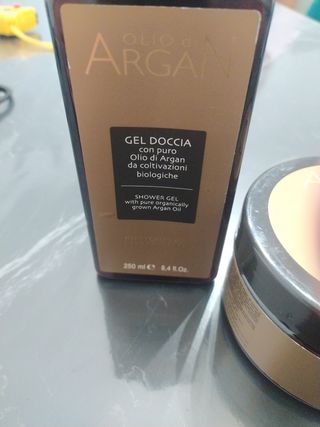 OLIO di
ARGAN
GEL DOCCIA
con puro
Olio di Argan
da coltivazioni
biologiche
SHOWER GEL
with pure organically
grown Argan Oil
250 ml ℮ 8.4 fl.Oz.